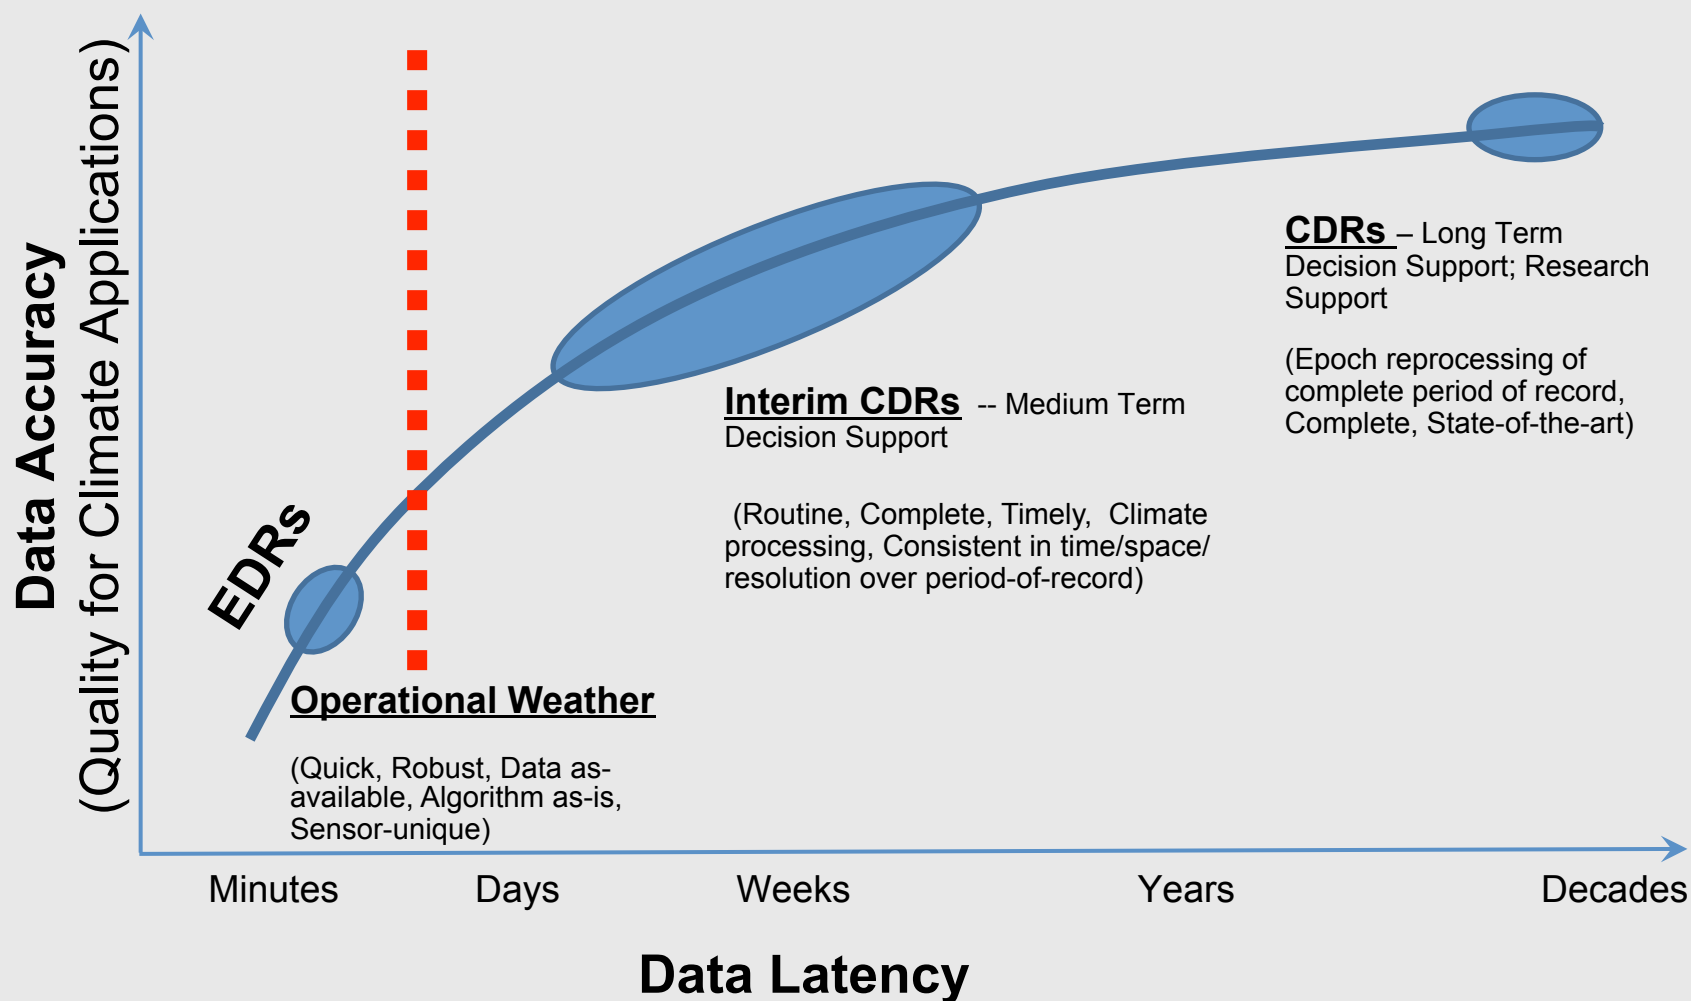 Data Accuracy
(Quality for Climate Applications)
EDRs
Operational Weather
(Quick, Robust, Data as-
available, Algorithm as-is,
Sensor-unique)
Interim CDRs -- Medium Term
Decision Support
(Routine, Complete, Timely, Climate
processing, Consistent in time/space/
resolution over period-of-record)
CDRs – Long Term
Decision Support; Research
Support
(Epoch reprocessing of
complete period of record,
Complete, State-of-the-art)
Minutes Days Weeks Years Decades
Data Latency